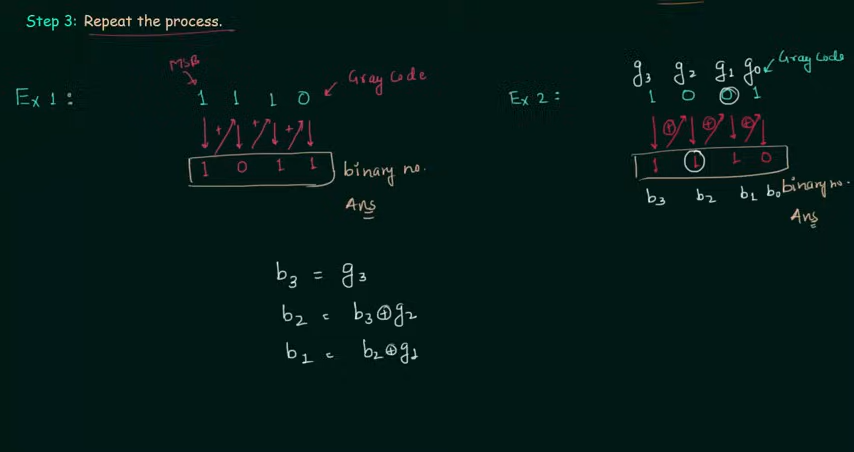 Step 3: Repeat the process.
MSB
Ex 1:
1 1 1 0
Gray Code
+ + +
1 0 1 1
binary no.
Ans
Ex 2:
g3 g2 g1 g0
Gray Code
1 0 0 1
⊕ ⊕ ⊕
1 1 1 0
b3 b2 b1 b0
binary no.
Ans
b3 = g3
b2 = b3⊕g2
b1 = b2⊕g1